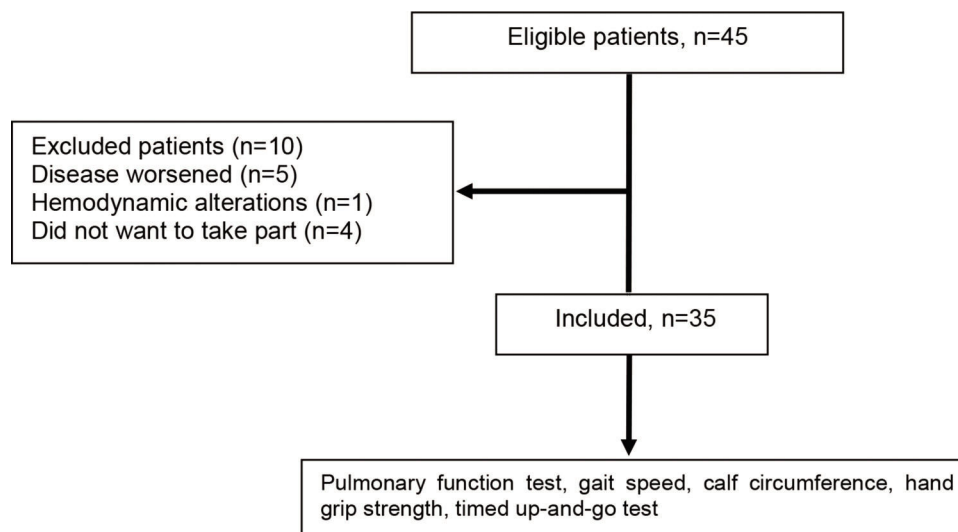 Eligible patients, n=45
Excluded patients (n=10)
Disease worsened (n=5)
Hemodynamic alterations (n=1)
Did not want to take part (n=4)
Included, n=35
Pulmonary function test, gait speed, calf circumference, hand
grip strength, timed up-and-go test